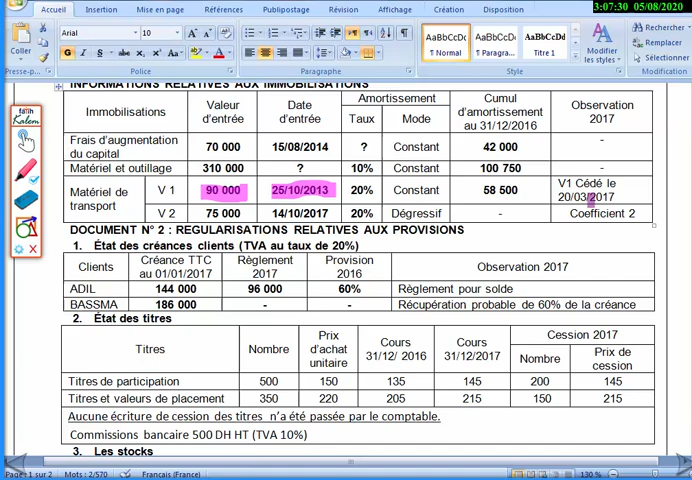 3:07:30 05/08/2020
Accueil Insertion Mise en page Références Publipostage Révision Affichage Création Disposition
Coller
Arial 10
G I S abc x₂ x² Aa
AaBbCcDd AaBbCcDd AaBbCcDd
¶ Normal ¶ Paragra... Titre 1
Modifier les styles
Rechercher
Remplacer
Sélectionner
Presse-p... Police Paragraphe Style Modification
fatih
Kalem
INFORMATIONS RELATIVES AUX IMMOBILISATIONS
Immobilisations Valeur d'entrée Date d'entrée Amortissement Cumul d'amortissement au 31/12/2016 Observation 2017
Taux Mode
Frais d'augmentation du capital 70 000 15/08/2014 ? Constant 42 000 -
Matériel et outillage 310 000 ? 10% Constant 100 750 -
Matériel de transport V 1 90 000 25/10/2013 20% Constant 58 500 V1 Cédé le 20/03/2017
V 2 75 000 14/10/2017 20% Dégressif - Coefficient 2
DOCUMENT N° 2 : REGULARISATIONS RELATIVES AUX PROVISIONS
1. État des créances clients (TVA au taux de 20%)
Clients Créance TTC au 01/01/2017 Règlement 2017 Provision 2016 Observation 2017
ADIL 144 000 96 000 60% Règlement pour solde
BASSMA 186 000 - - Récupération probable de 60% de la créance
2. État des titres
Titres Nombre Prix d'achat unitaire Cours 31/12/ 2016 Cours 31/12/2017 Cession 2017
Nombre Prix de cession
Titres de participation 500 150 135 145 200 145
Titres et valeurs de placement 350 220 205 215 150 215
Aucune écriture de cession des titres n'a été passée par le comptable.
Commissions bancaire 500 DH HT (TVA 10%)
3. Les stocks
Page : 1 sur 2 Mots : 2/570 Français (France) 130 %